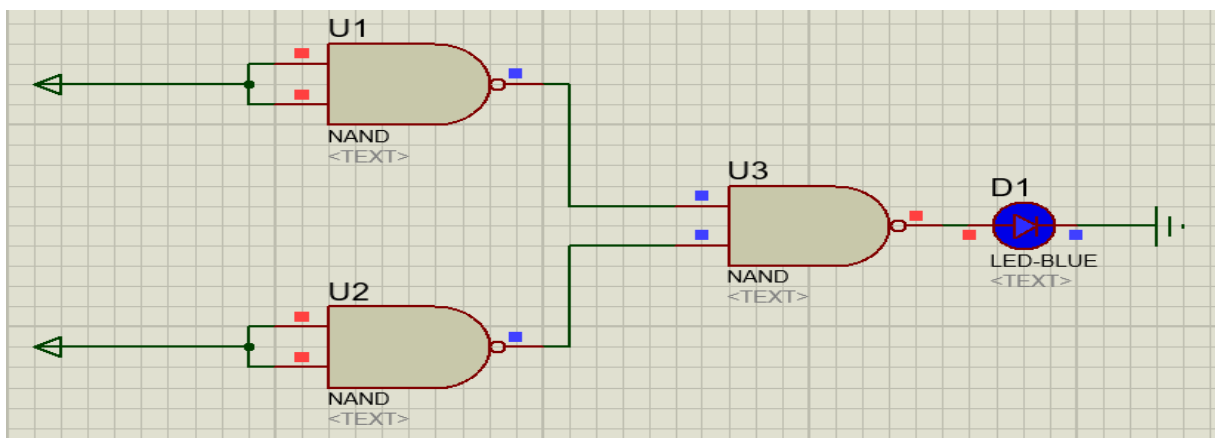 U1
NAND
<TEXT>
U3
NAND
<TEXT>
D1
LED-BLUE
<TEXT>
U2
NAND
<TEXT>